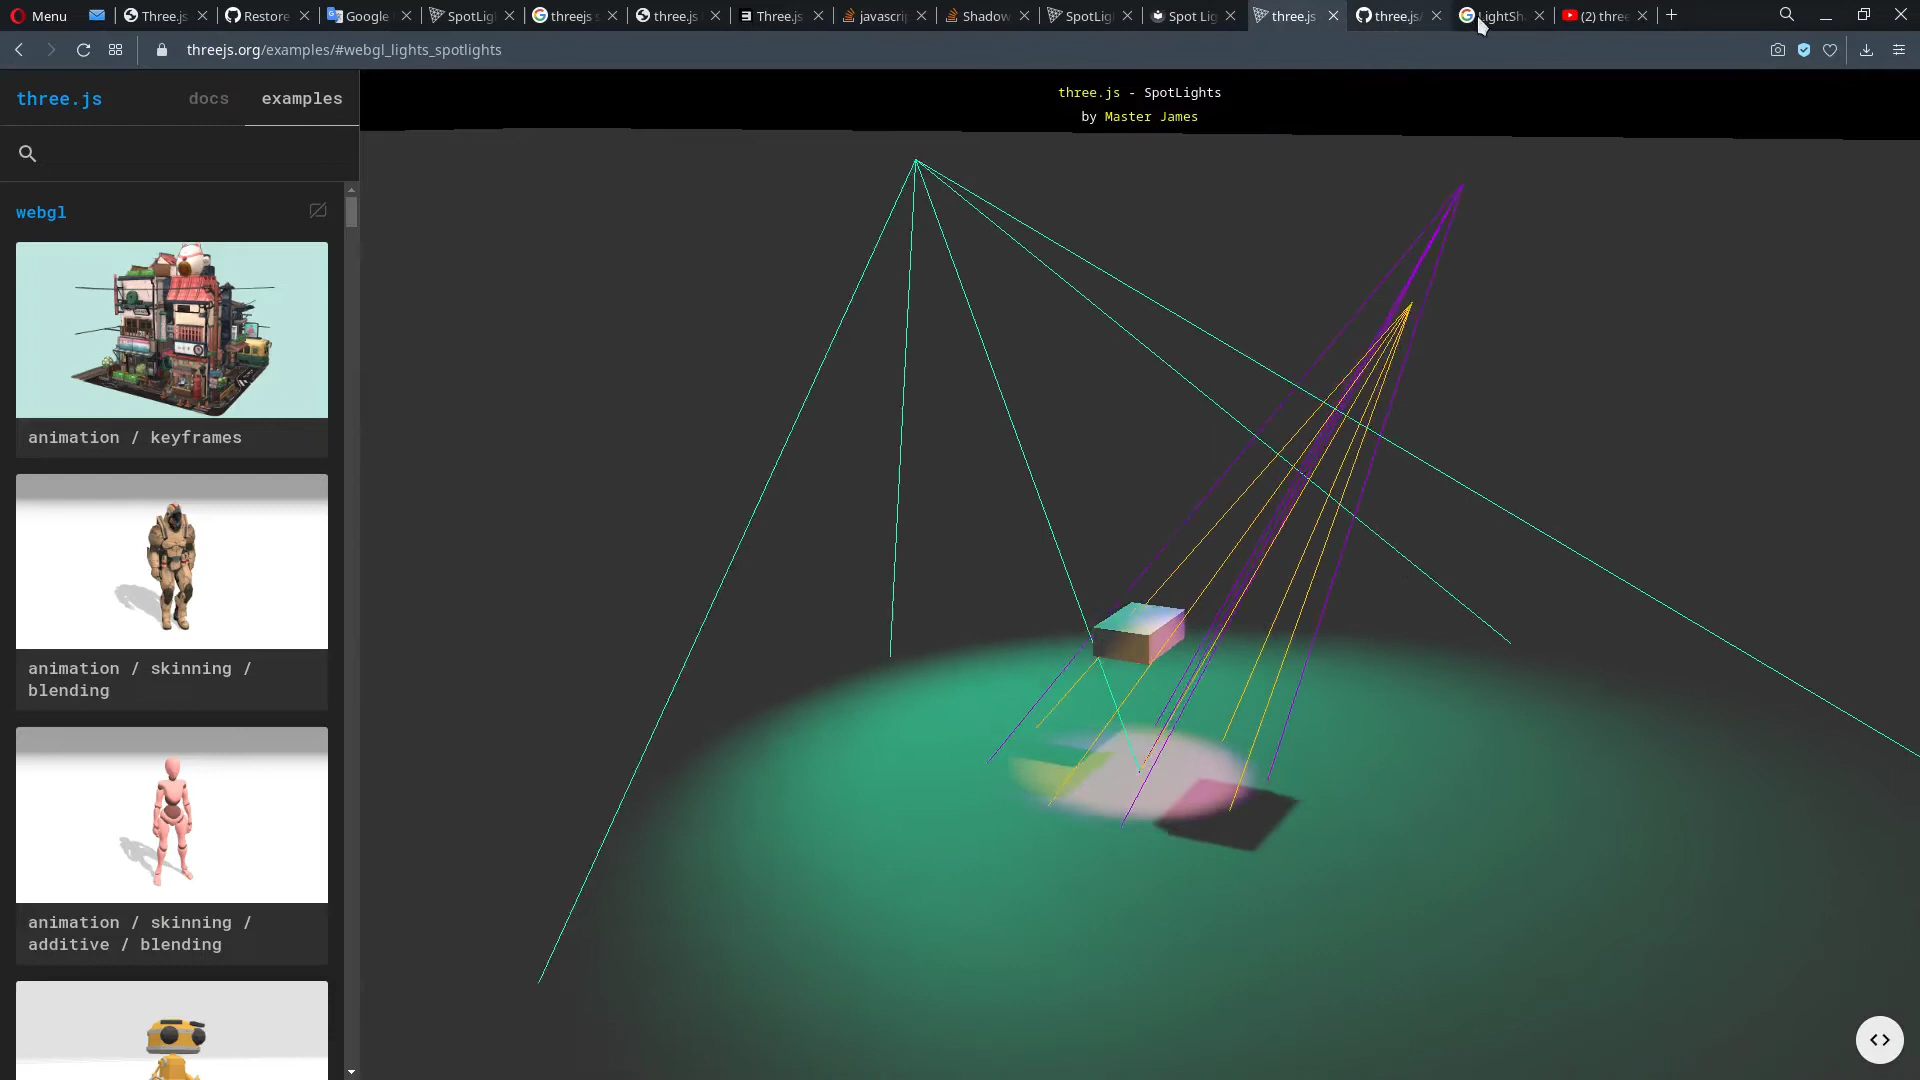 Menu
Three.js
Restore
Google
SpotLig
threejs s
three.js
Three.js
javascrip
Shadow
SpotLig
Spot Lig
three.js
three.js/
LightSh
(2) three
threejs.org/examples/#webgl_lights_spotlights
three.js
docs
examples
webgl
animation / keyframes
animation / skinning /
blending
animation / skinning /
additive / blending
three.js - SpotLights
by Master James
<>